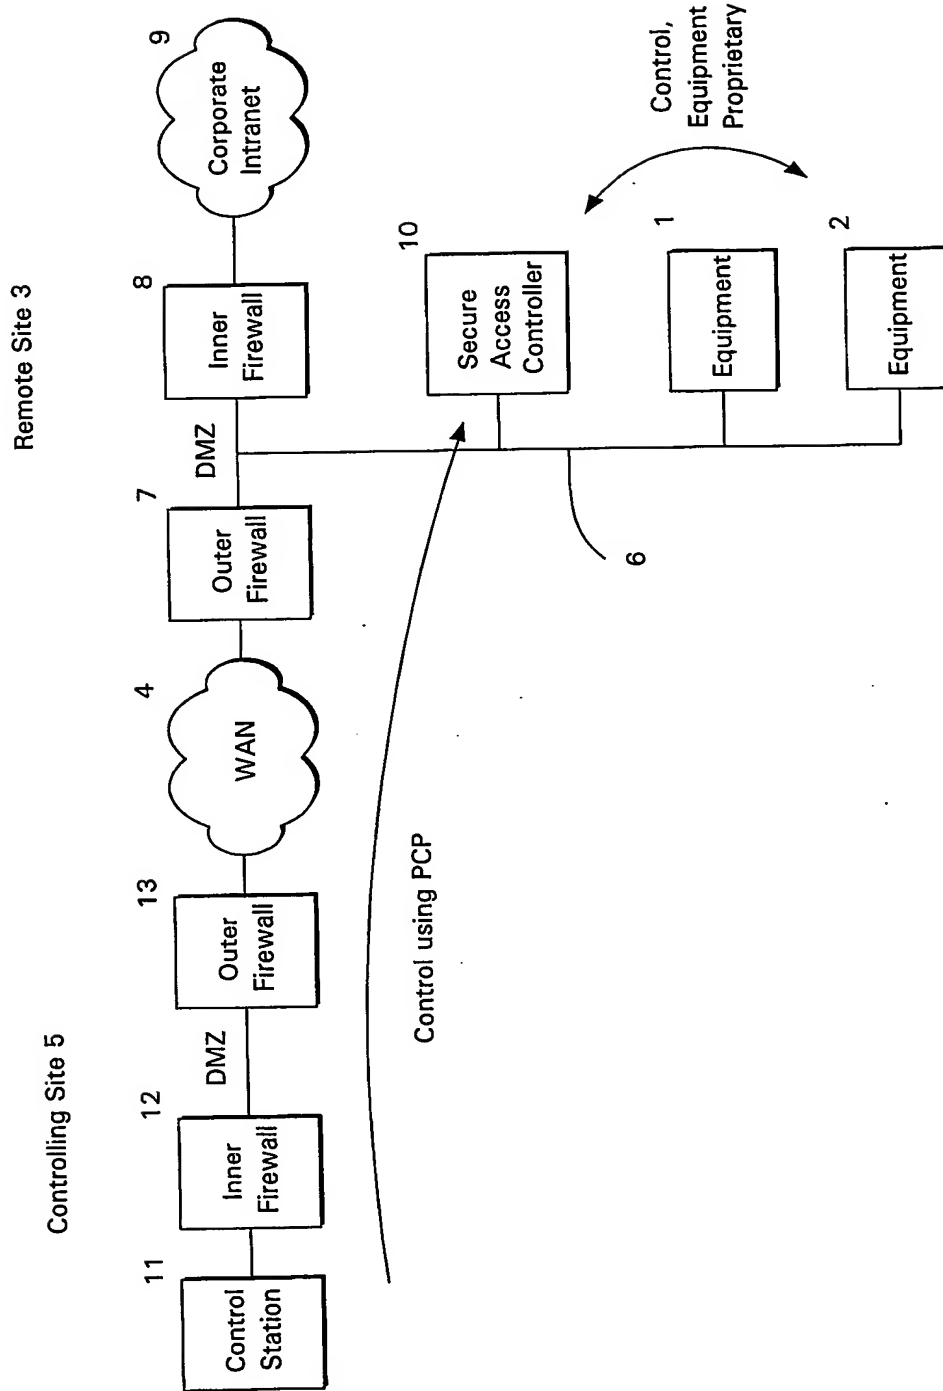 Controlling Site 5
Remote Site 3
11
Control
Station
12
Inner
Firewall
DMZ
13
Outer
Firewall
4
WAN
7
Outer
Firewall
DMZ
8
Inner
Firewall
9
Corporate
Intranet
Control using PCP
10
Secure
Access
Controller
6
1
Equipment
2
Equipment
Control,
Equipment
Proprietary